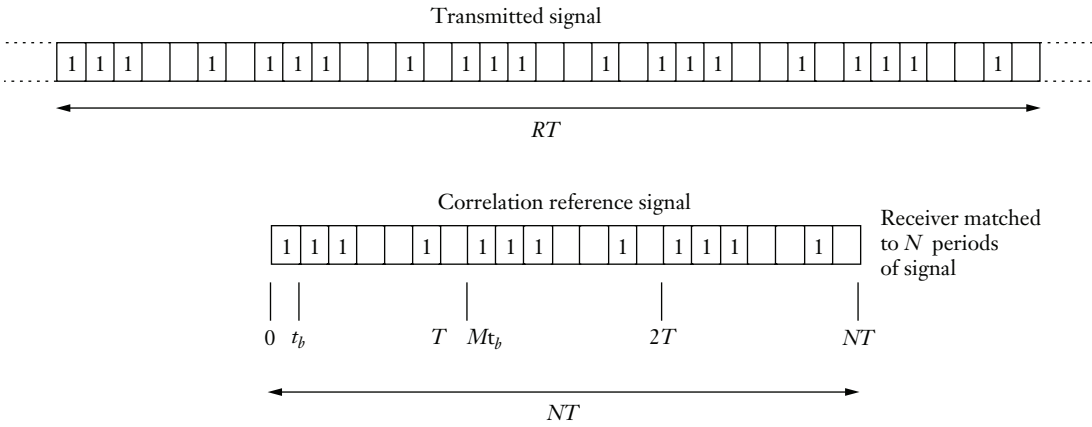 Transmitted signal
1 1 1 1 1 1 1 1 1 1 1 1 1 1 1 1 1 1 1 1
RT
Correlation reference signal
1 1 1 1 1 1 1 1 1 1 1 1
Receiver matched
to N periods
of signal
0 t_b T Mt_b 2T NT
NT